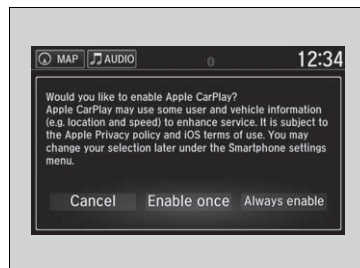 MAP AUDIO 0 12:34
Would you like to enable Apple CarPlay?
Apple CarPlay may use some user and vehicle information
(e.g. location and speed) to enhance service. It is subject to
the Apple Privacy policy and iOS terms of use. You may
change your selection later under the Smartphone settings
menu.
Cancel Enable once Always enable